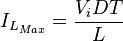 I_{L_{Max}} = \frac{V_i D T}{L}